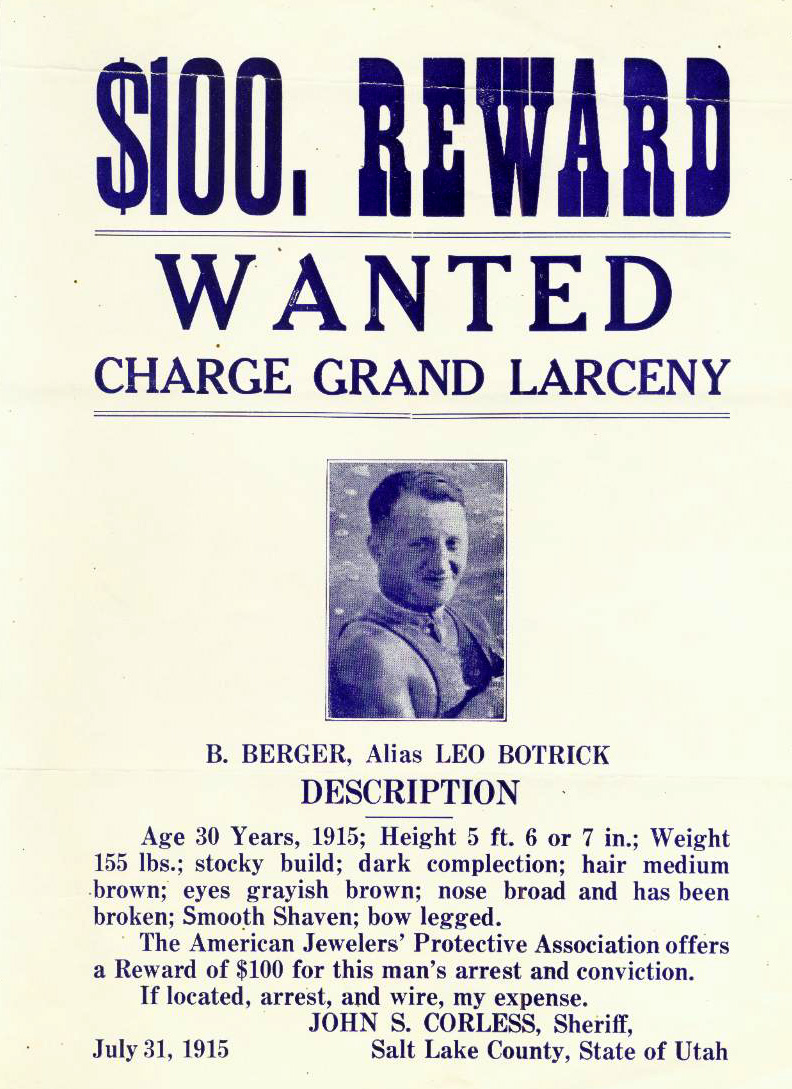 $100. REWARD
WANTED
CHARGE GRAND LARCENY
B. BERGER, Alias LEO BOTRICK
DESCRIPTION
Age 30 Years, 1915; Height 5 ft. 6 or 7 in.; Weight
155 lbs.; stocky build; dark complection; hair medium
brown; eyes grayish brown; nose broad and has been
broken; Smooth Shaven; bow legged.
The American Jewelers' Protective Association offers
a Reward of $100 for this man's arrest and conviction.
If located, arrest, and wire, my expense.
JOHN S. CORLESS, Sheriff,
July 31, 1915 Salt Lake County, State of Utah